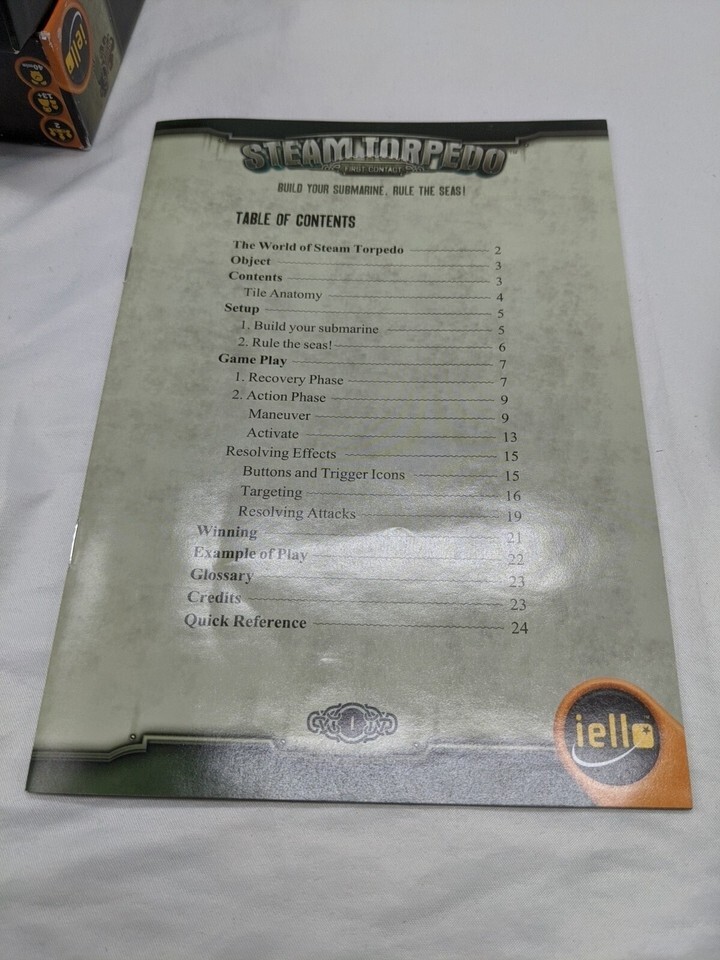 iello
STEAM TORPEDO
FIRST CONTACT
BUILD YOUR SUBMARINE, RULE THE SEAS!
TABLE OF CONTENTS
The World of Steam Torpedo 2
Object 3
Contents 3
Tile Anatomy 4
Setup 5
1. Build your submarine 5
2. Rule the seas! 6
Game Play 7
1. Recovery Phase 7
2. Action Phase 9
Maneuver 9
Activate 13
Resolving Effects 15
Buttons and Trigger Icons 15
Targeting 16
Resolving Attacks 19
Winning 21
Example of Play 22
Glossary 23
Credits 23
Quick Reference 24
1
iello